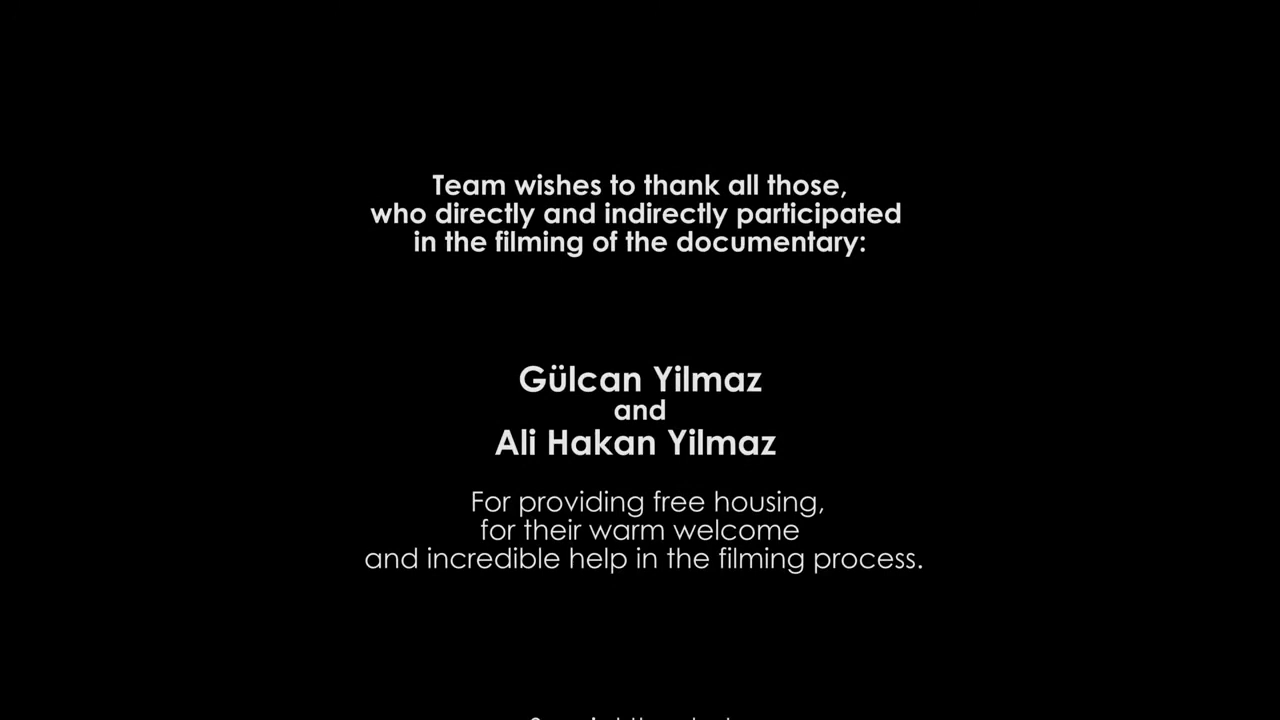 Team wishes to thank all those,
who directly and indirectly participated
in the filming of the documentary:
Gülcan Yilmaz
and
Ali Hakan Yilmaz
For providing free housing,
for their warm welcome
and incredible help in the filming process.